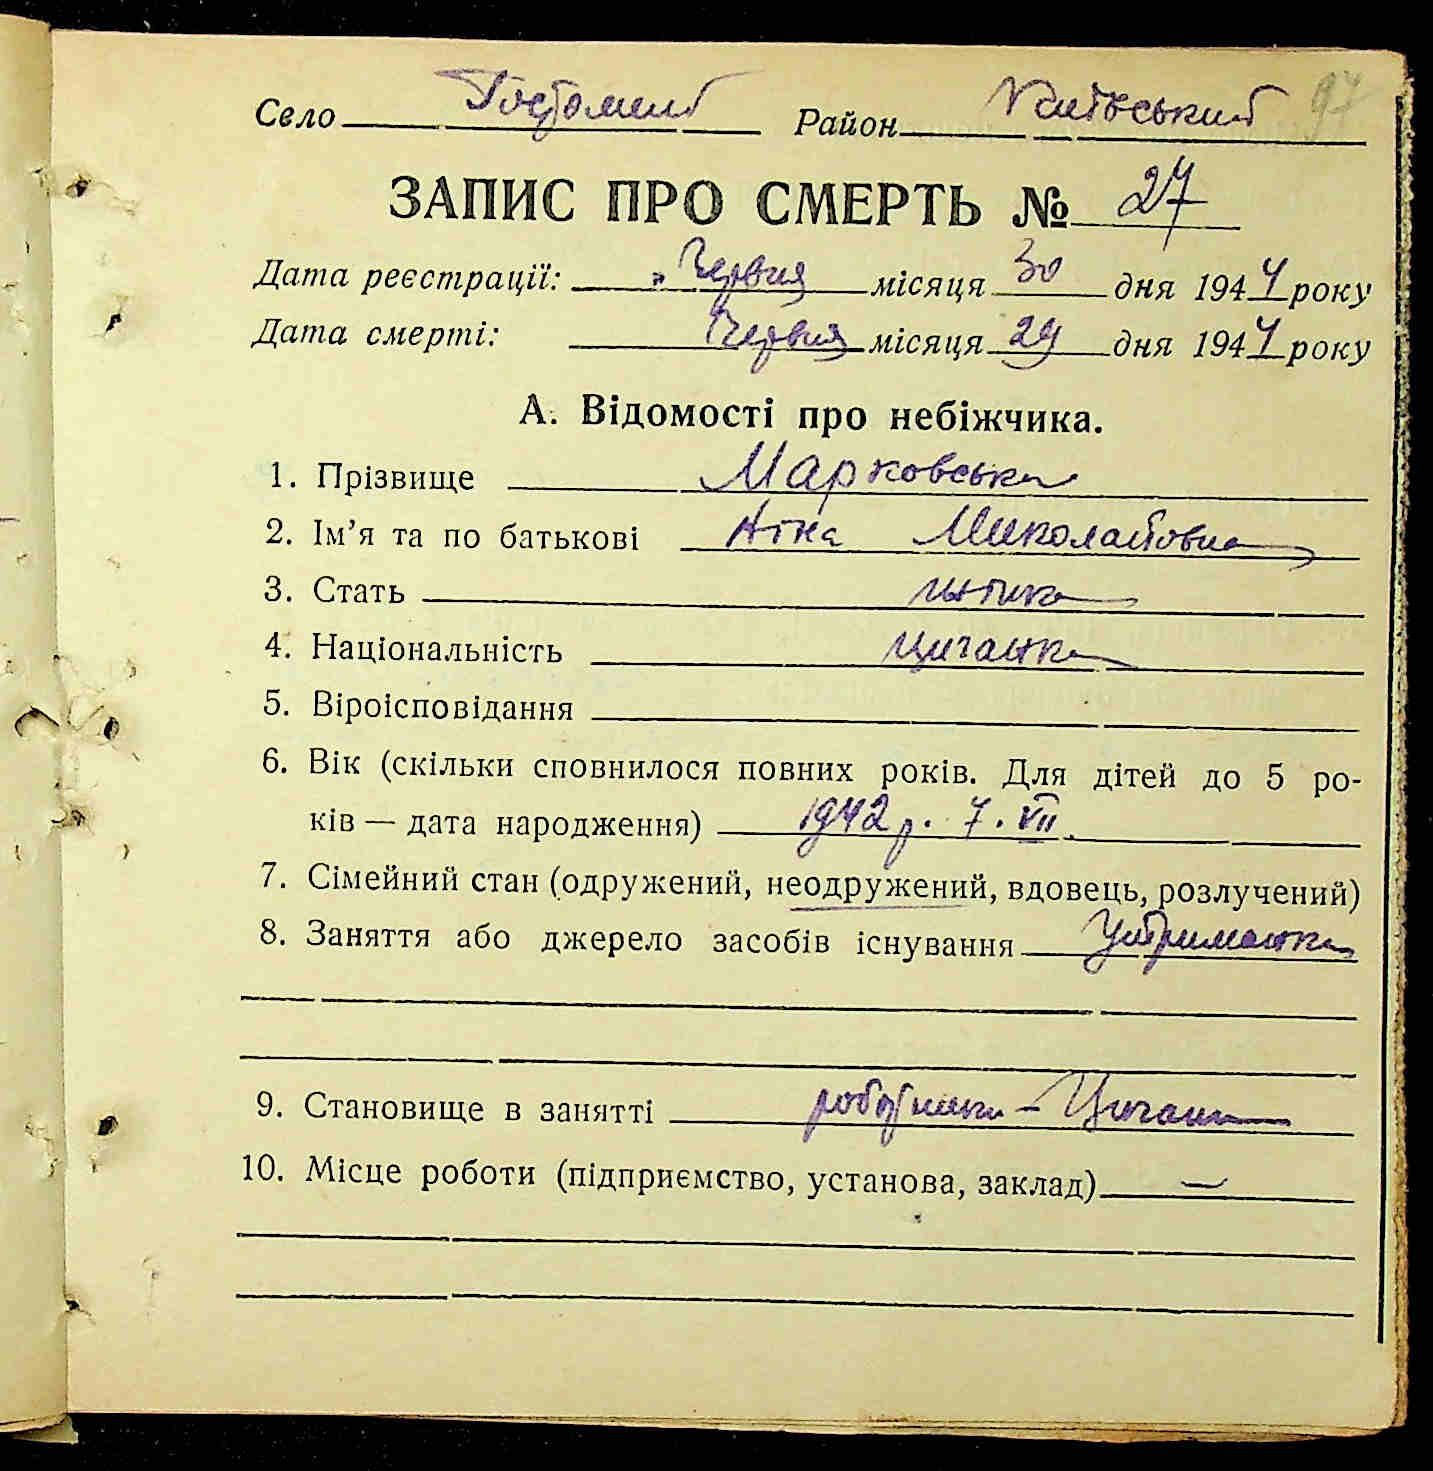 97
Село Гостомель Район Київський
ЗАПИС ПРО СМЕРТЬ № 27
Дата реєстрації: „ Червня місяця 30 дня 1944 року
Дата смерті: Червня місяця 29 дня 1944 року
А. Відомості про небіжчика.
1. Прізвище Марковська
2. Ім’я та по батькові Ніна Миколаївна
3. Стать жіноча
4. Національність циганка
5. Віроісповідання
6. Вік (скільки сповнилося повних років. Для дітей до 5 ро-
ків — дата народження) 1942 р. 7. VII.
7. Сімейний стан (одружений, неодружений, вдовець, розлучений)
8. Заняття або джерело засобів існування Утриманка
9. Становище в занятті –
10. Місце роботи (підприємство, установа, заклад) —